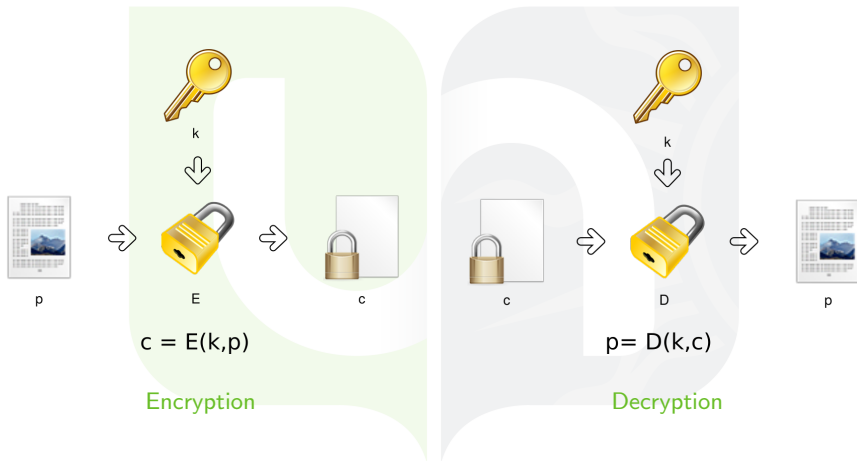 k
p
E
c
c = E(k,p)
Encryption
k
c
D
p
p= D(k,c)
Decryption